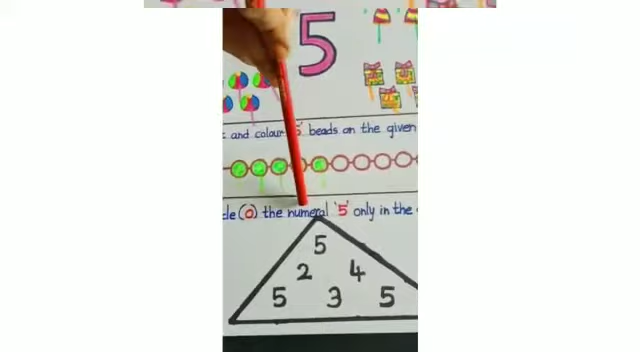 5
and colour '5' beads on the given
(o) the numeral '5' only in the
5
2 4
5 3 5